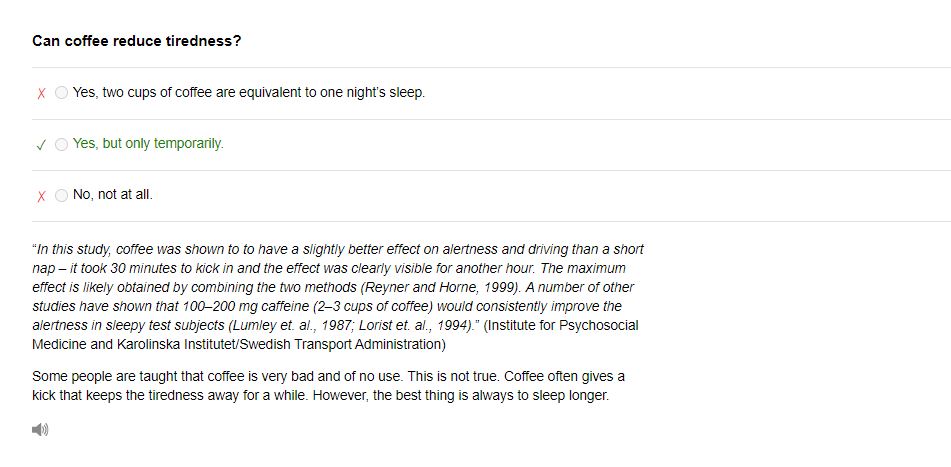 Can coffee reduce tiredness?
Yes, two cups of coffee are equivalent to one night's sleep.
Yes, but only temporarily.
No, not at all.
“In this study, coffee was shown to to have a slightly better effect on alertness and driving than a short
nap – it took 30 minutes to kick in and the effect was clearly visible for another hour. The maximum
effect is likely obtained by combining the two methods (Reyner and Horne, 1999). A number of other
studies have shown that 100–200 mg caffeine (2–3 cups of coffee) would consistently improve the
alertness in sleepy test subjects (Lumley et. al., 1987; Lorist et. al., 1994).” (Institute for Psychosocial
Medicine and Karolinska Institutet/Swedish Transport Administration)
Some people are taught that coffee is very bad and of no use. This is not true. Coffee often gives a
kick that keeps the tiredness away for a while. However, the best thing is always to sleep longer.